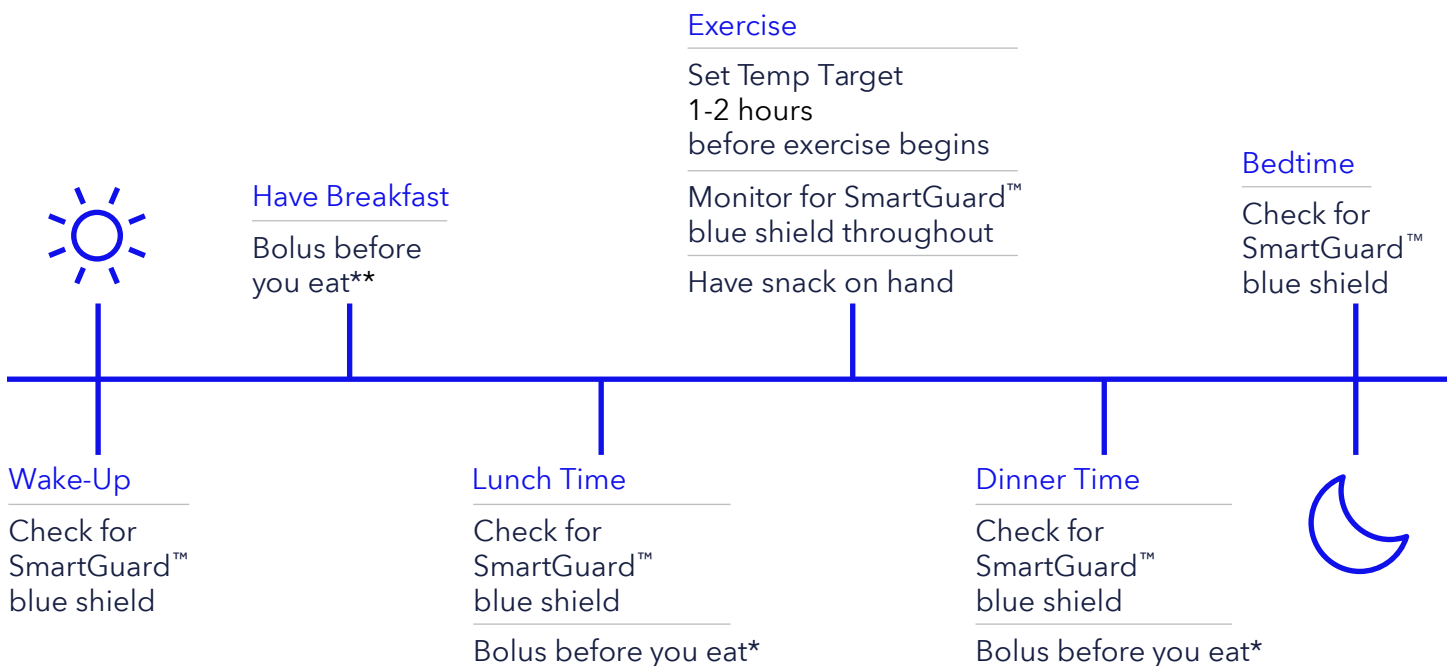 Wake-Up
Check for
SmartGuard™
blue shield
Have Breakfast
Bolus before
you eat**
Lunch Time
Check for
SmartGuard™
blue shield
Bolus before you eat*
Exercise
Set Temp Target
1-2 hours
before exercise begins
Monitor for SmartGuard™
blue shield throughout
Have snack on hand
Dinner Time
Check for
SmartGuard™
blue shield
Bolus before you eat*
Bedtime
Check for
SmartGuard™
blue shield